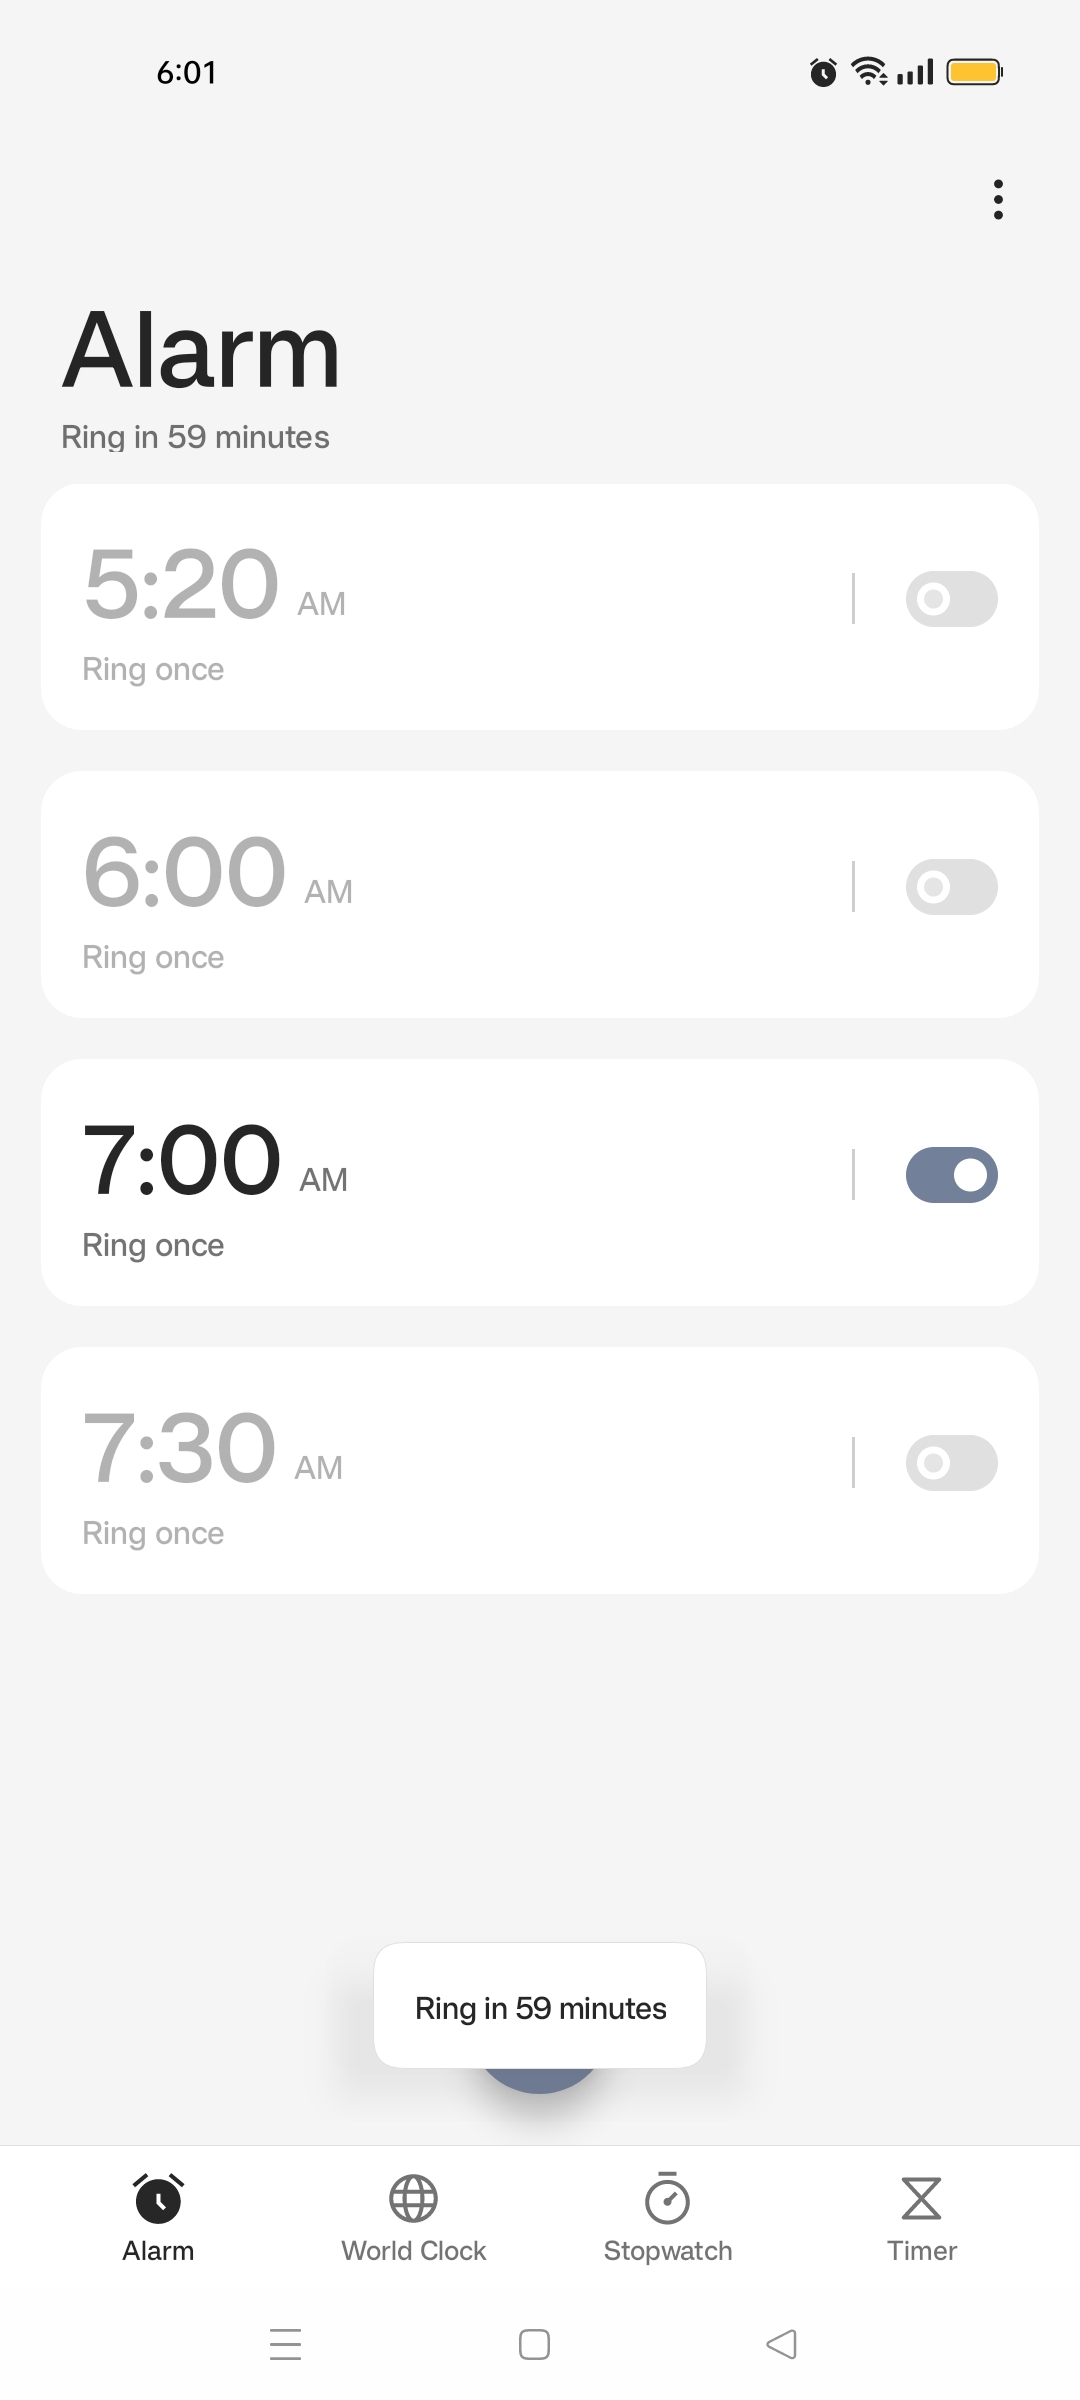 6:01
Alarm
Ring in 59 minutes
5:20 AM
Ring once
6:00 AM
Ring once
7:00 AM
Ring once
7:30 AM
Ring once
Ring in 59 minutes
Alarm
World Clock
Stopwatch
Timer